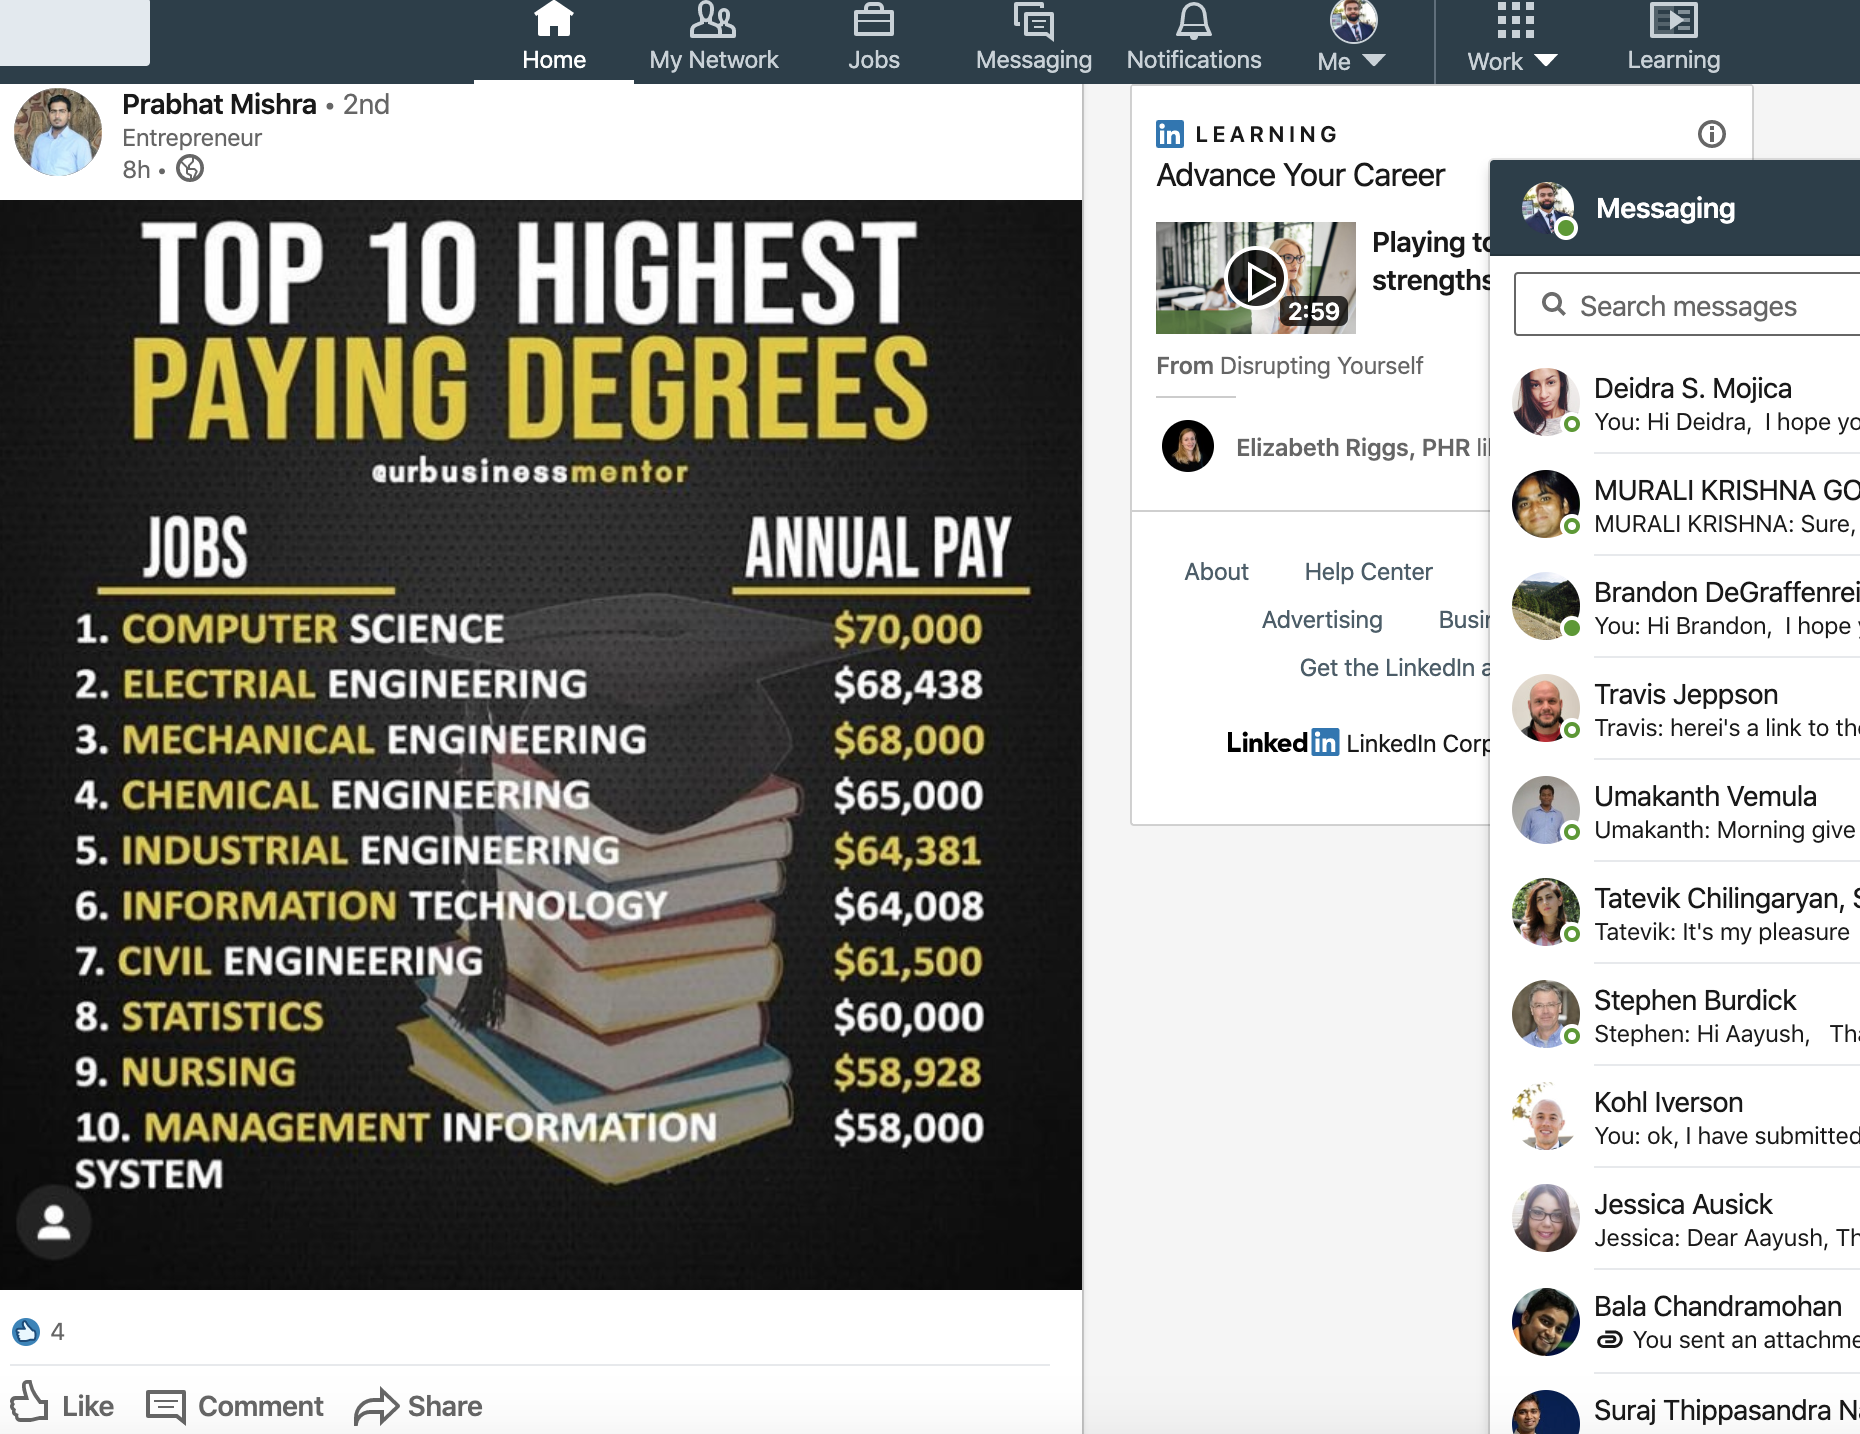 Home
My Network
Jobs
Messaging
Notifications
Me
Work
Learning
Prabhat Mishra • 2nd
Entrepreneur
8h •
TOP 10 HIGHEST
PAYING DEGREES
@urbusinessmentor
JOBS
ANNUAL PAY
1. COMPUTER SCIENCE $70,000
2. ELECTRIAL ENGINEERING $68,438
3. MECHANICAL ENGINEERING $68,000
4. CHEMICAL ENGINEERING $65,000
5. INDUSTRIAL ENGINEERING $64,381
6. INFORMATION TECHNOLOGY $64,008
7. CIVIL ENGINEERING $61,500
8. STATISTICS $60,000
9. NURSING $58,928
10. MANAGEMENT INFORMATION $58,000
SYSTEM
4
Like
Comment
Share
in LEARNING
Advance Your Career
Playing to
strengths
2:59
From Disrupting Yourself
Elizabeth Riggs, PHR li
About
Help Center
Advertising
Busin
Get the LinkedIn a
Linked in LinkedIn Corp
Messaging
Search messages
Deidra S. Mojica
You: Hi Deidra, I hope yo
MURALI KRISHNA GO
MURALI KRISHNA: Sure,
Brandon DeGraffenrei
You: Hi Brandon, I hope y
Travis Jeppson
Travis: herei's a link to the
Umakanth Vemula
Umakanth: Morning give
Tatevik Chilingaryan, S
Tatevik: It's my pleasure
Stephen Burdick
Stephen: Hi Aayush, Tha
Kohl Iverson
You: ok, I have submitted
Jessica Ausick
Jessica: Dear Aayush, Th
Bala Chandramohan
You sent an attachme
Suraj Thippasandra Na